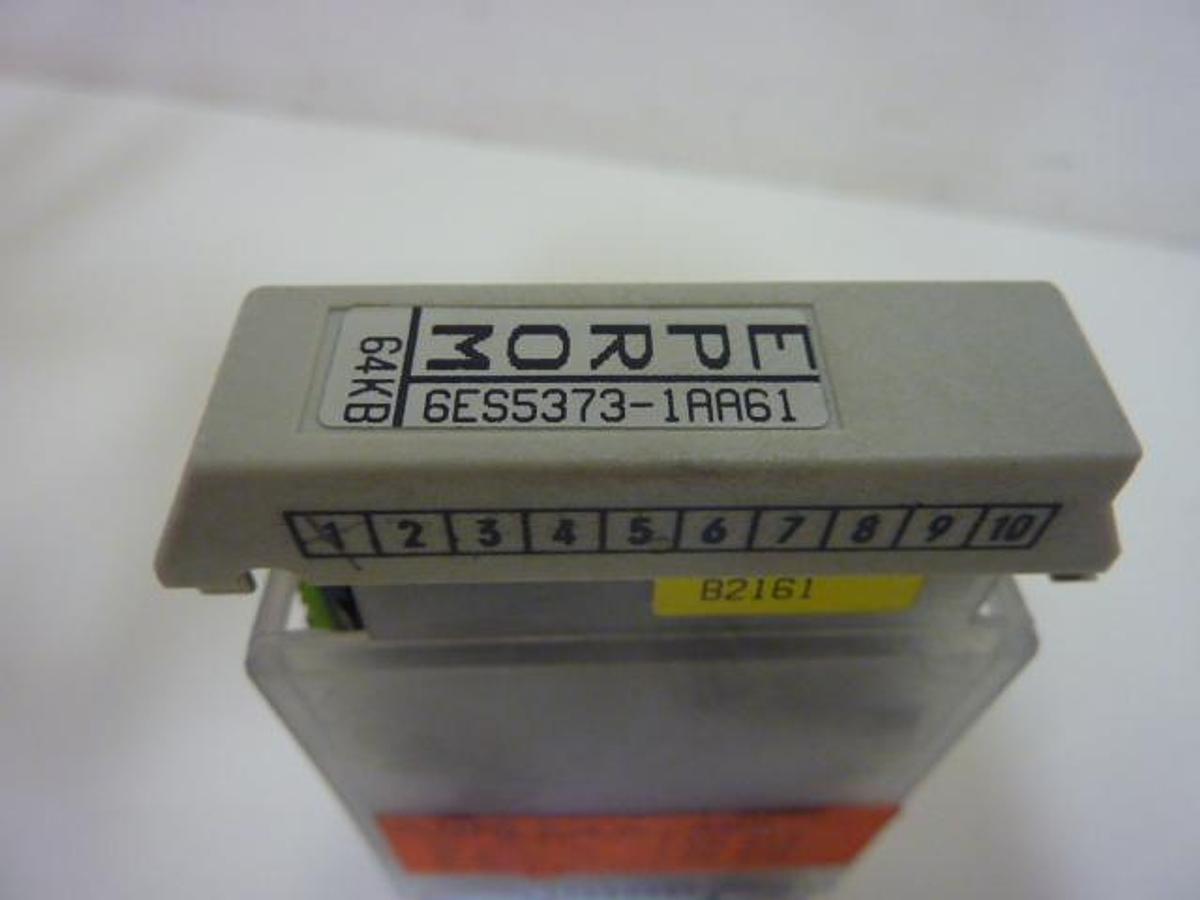 EPROM
64KB
6ES5373-1AA61
1 2 3 4 5 6 7 8 9 10
B2161